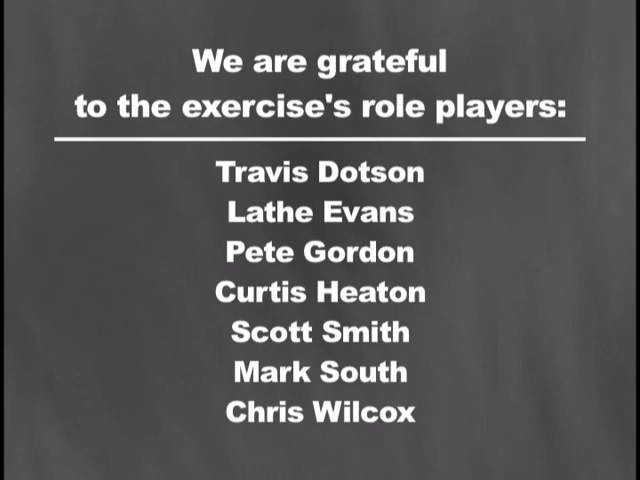 We are grateful
to the exercise's role players:
Travis Dotson
Lathe Evans
Pete Gordon
Curtis Heaton
Scott Smith
Mark South
Chris Wilcox